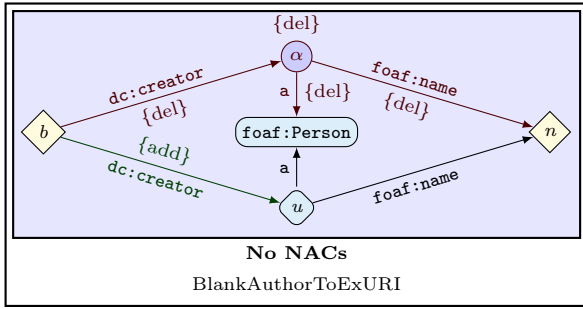 {del}
α
dc:creator
foaf:name
a
{del}
{del}
{del}
b
foaf:Person
n
{add}
dc:creator
a
foaf:name
u
No NACs
BlankAuthorToExURI